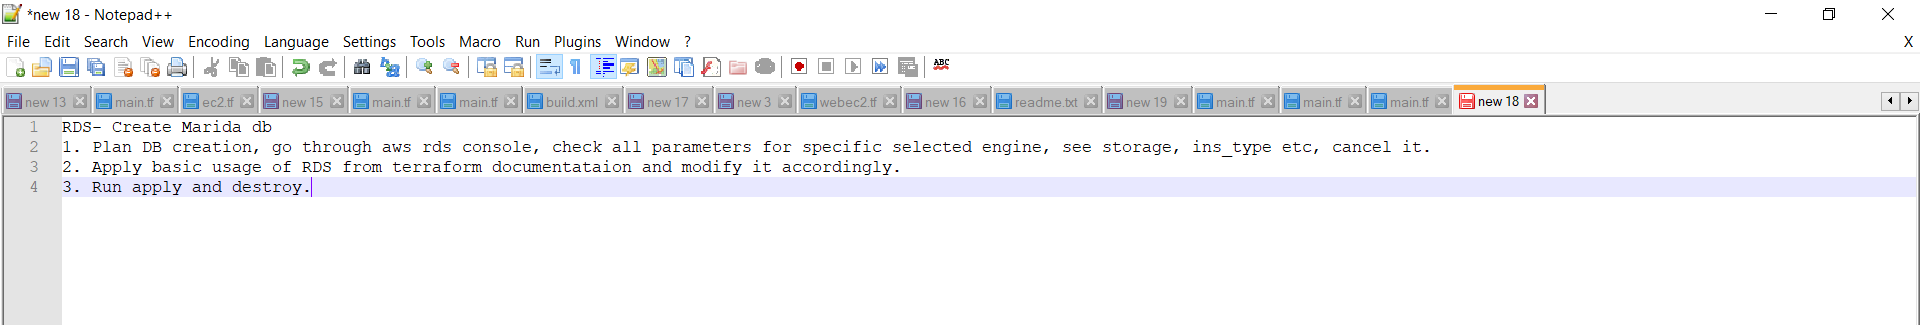 *new 18 - Notepad++
File Edit Search View Encoding Language Settings Tools Macro Run Plugins Window ? X
ABC
new 13 main.tf ec2.tf new 15 main.tf main.tf build.xml new 17 new 3 webec2.tf new 16 readme.txt new 19 main.tf main.tf main.tf new 18
1 RDS- Create Marida db
2 1. Plan DB creation, go through aws rds console, check all parameters for specific selected engine, see storage, ins_type etc, cancel it.
3 2. Apply basic usage of RDS from terraform documentataion and modify it accordingly.
4 3. Run apply and destroy.